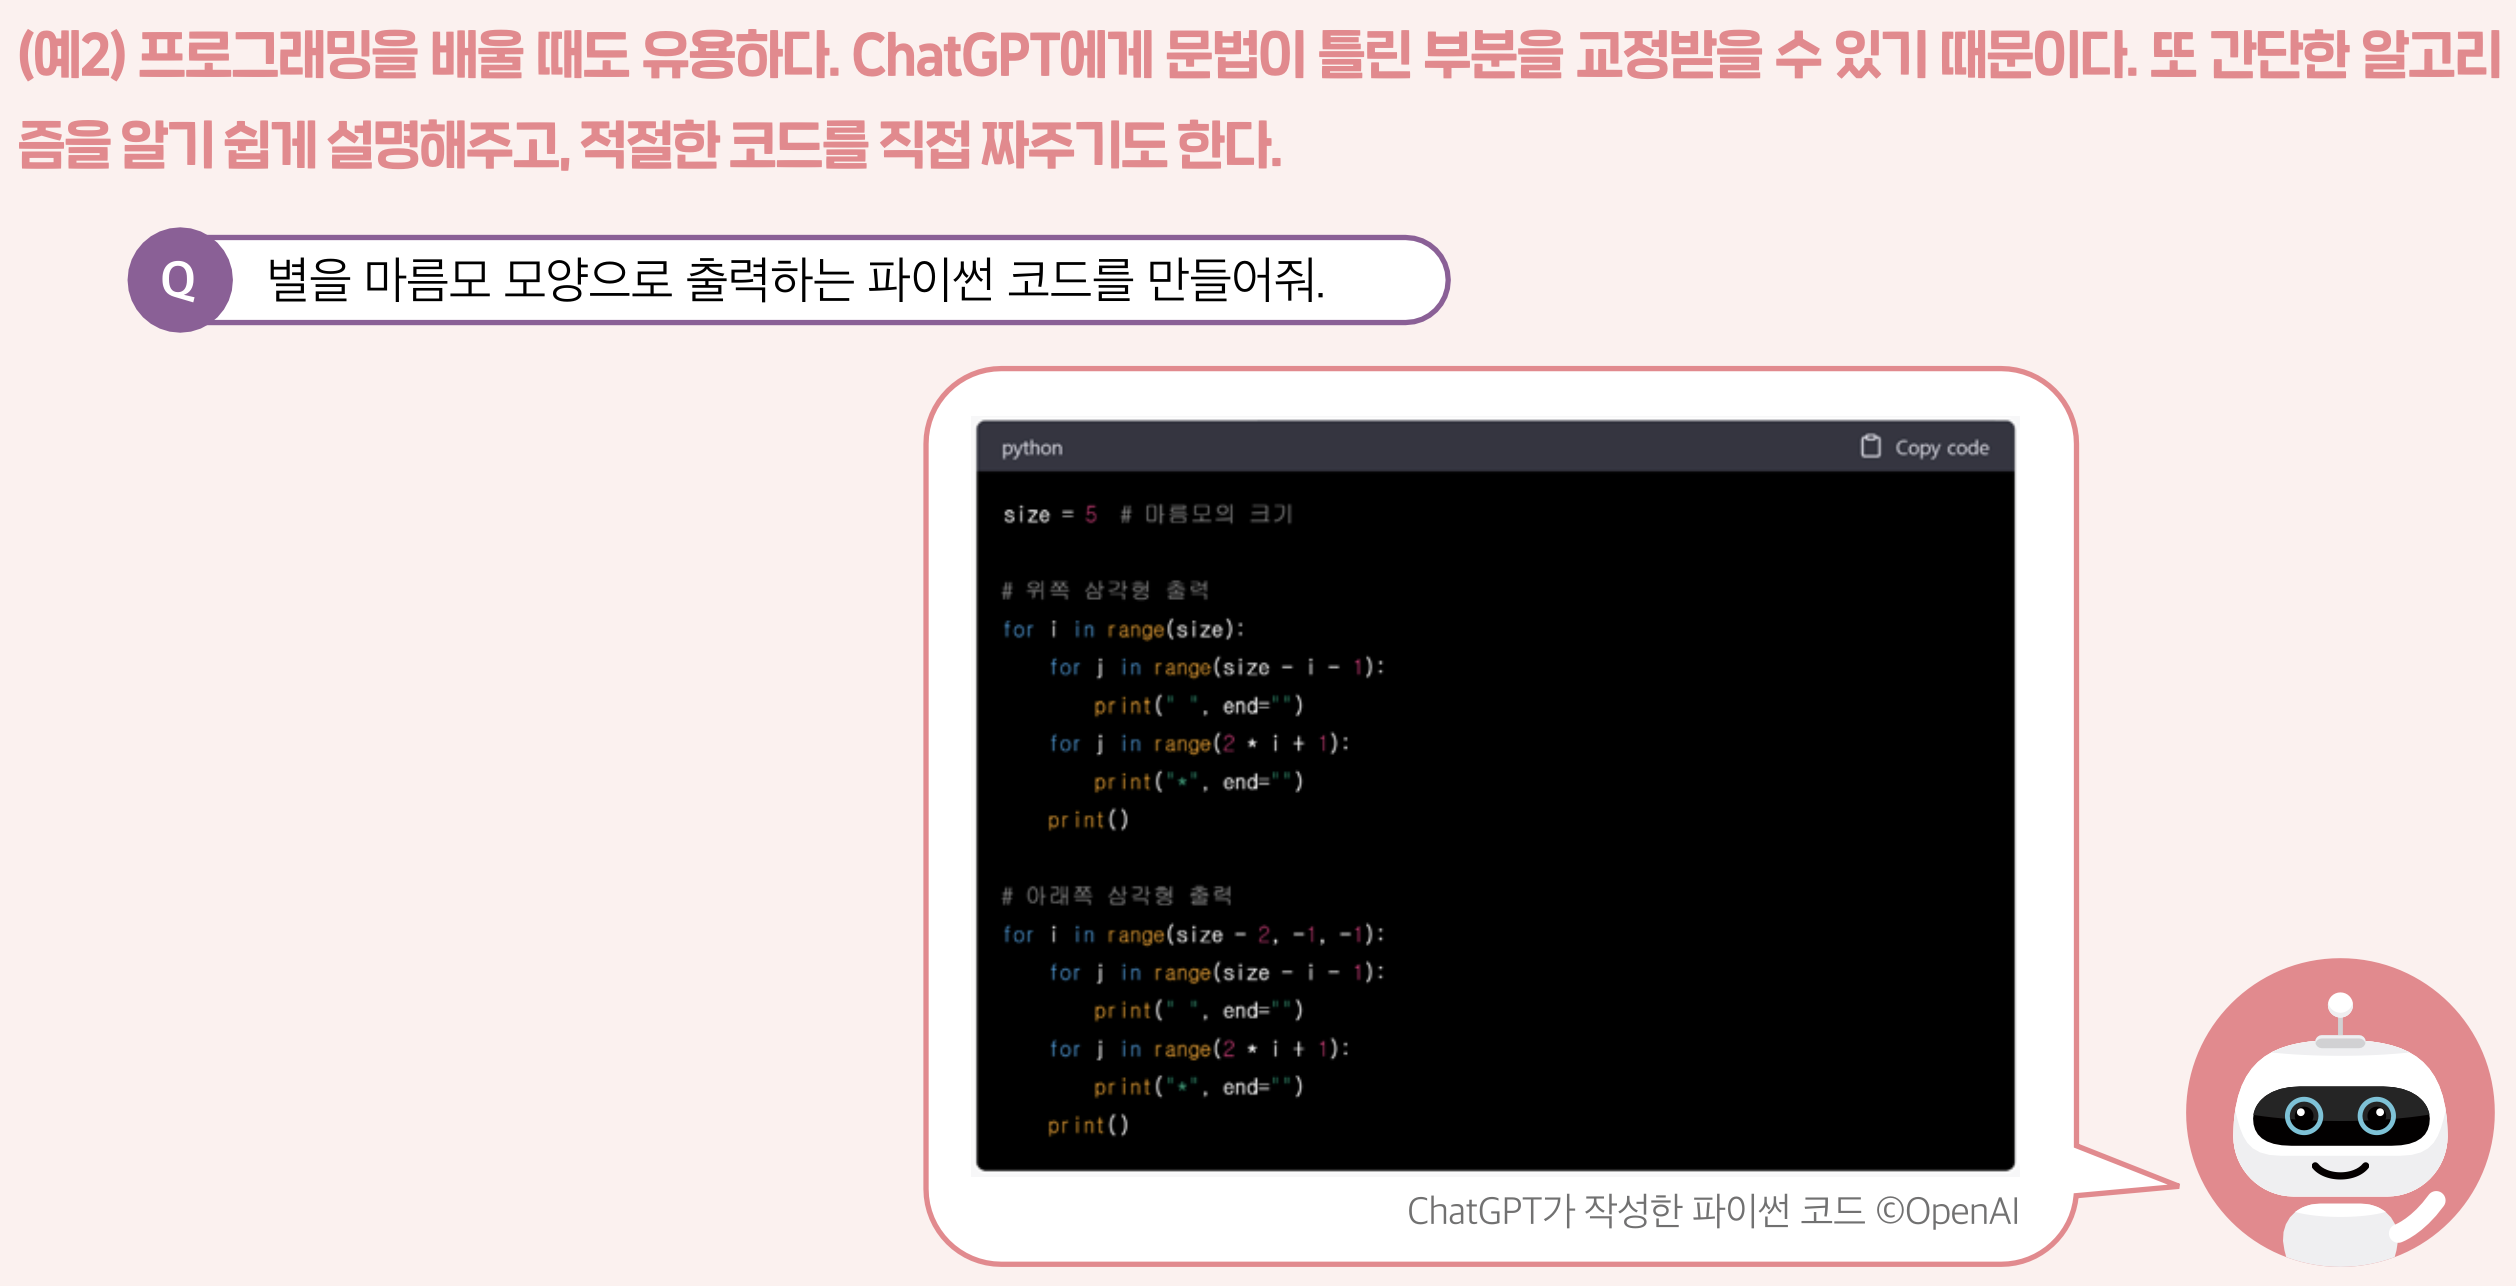 (예2) 프로그래밍을 배울 때도 유용하다. ChatGPT에게 문법이 틀린 부분을 교정받을 수 있기 때문이다. 또 간단한 알고리
즘을 알기 쉽게 설명해주고, 적절한 코드를 직접 짜주기도 한다.
Q 별을 마름모 모양으로 출력하는 파이썬 코드를 만들어줘.
python Copy code
size = 5  # 마름모의 크기
# 위쪽 삼각형 출력
for i in range(size):
    for j in range(size - i - 1):
        print(" ", end="")
    for j in range(2 * i + 1):
        print("*", end="")
    print()
# 아래쪽 삼각형 출력
for i in range(size - 2, -1, -1):
    for j in range(size - i - 1):
        print(" ", end="")
    for j in range(2 * i + 1):
        print("*", end="")
    print()
ChatGPT가 작성한 파이썬 코드 ©OpenAI